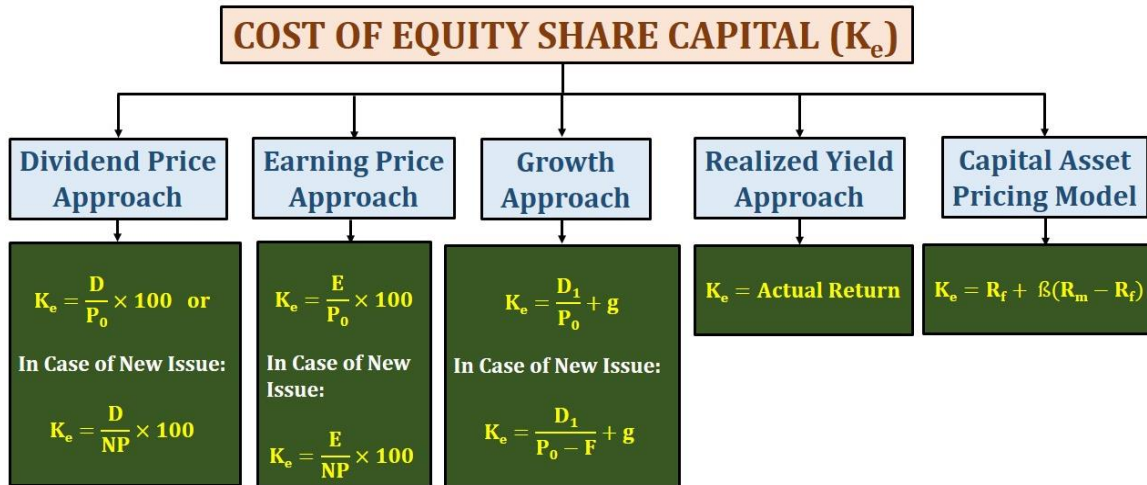 COST OF EQUITY SHARE CAPITAL (Kₑ)
Dividend Price
Approach
Earning Price
Approach
Growth
Approach
Realized Yield
Approach
Capital Asset
Pricing Model
Kₑ = D/P₀ × 100 or
In Case of New Issue:
Kₑ = D/NP × 100
Kₑ = E/P₀ × 100
In Case of New
Issue:
Kₑ = E/NP × 100
Kₑ = D₁/P₀ + g
In Case of New Issue:
Kₑ = D₁/(P₀ − F) + g
Kₑ = Actual Return
Kₑ = R_f + ß(Rₘ − R_f)